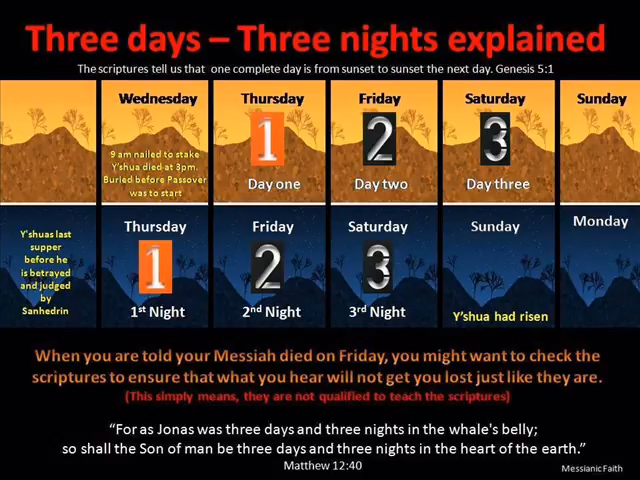 Three days – Three nights explained
The scriptures tell us that one complete day is from sunset to sunset the next day. Genesis 5:1
Wednesday
Thursday
Friday
Saturday
Sunday
9 am nailed to stake
Y'shua died at 3pm.
Buried before Passover
was to start
1
Day one
2
Day two
3
Day three
Y'shuas last
supper
before he
is betrayed
and judged
by
Sanhedrin
Thursday
1
1st Night
Friday
2
2nd Night
Saturday
3
3rd Night
Sunday
Y'shua had risen
Monday
When you are told your Messiah died on Friday, you might want to check the
scriptures to ensure that what you hear will not get you lost just like they are.
(This simply means, they are not qualified to teach the scriptures)
“For as Jonas was three days and three nights in the whale's belly;
so shall the Son of man be three days and three nights in the heart of the earth.”
Matthew 12:40
Messianic Faith